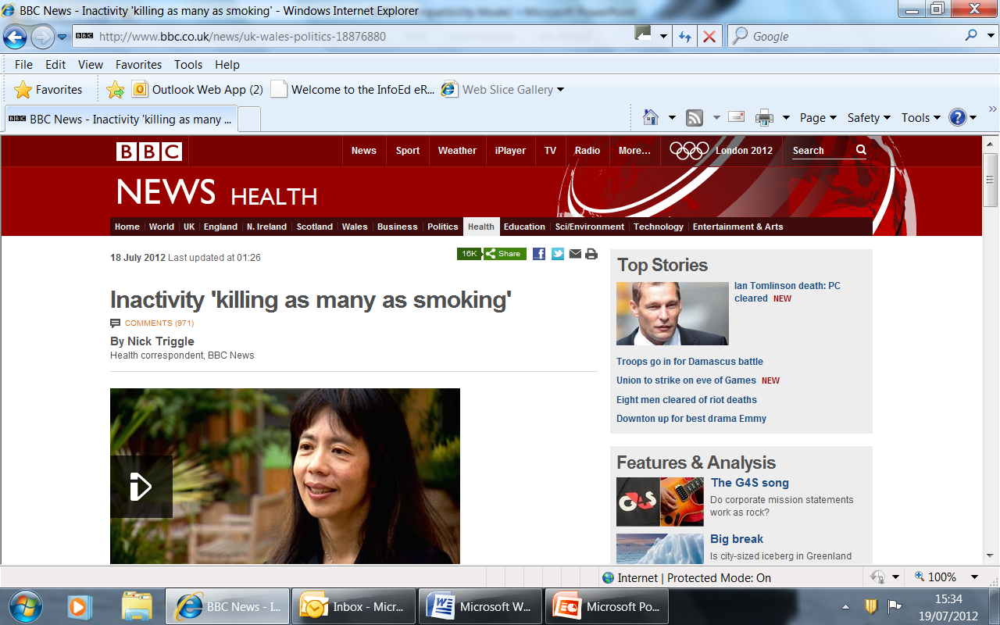 BBC News - Inactivity 'killing as many as smoking' - Windows Internet Explorer
BBC http://www.bbc.co.uk/news/uk-wales-politics-18876880
Google
File Edit View Favorites Tools Help
Favorites Outlook Web App (2) Welcome to the InfoEd eR... Web Slice Gallery
BBC BBC News - Inactivity 'killing as many ...
Page Safety Tools
BBC News Sport Weather iPlayer TV Radio More... London 2012 Search
NEWS HEALTH
Home World UK England N. Ireland Scotland Wales Business Politics Health Education Sci/Environment Technology Entertainment & Arts
18 July 2012 Last updated at 01:26
16K Share
Inactivity 'killing as many as smoking'
COMMENTS (971)
By Nick Triggle
Health correspondent, BBC News
Top Stories
Ian Tomlinson death: PC
cleared NEW
Troops go in for Damascus battle
Union to strike on eve of Games NEW
Eight men cleared of riot deaths
Downton up for best drama Emmy
Features & Analysis
G4S
The G4S song
Do corporate mission statements
work as rock?
Big break
Is city-sized iceberg in Greenland
Internet | Protected Mode: On
100%
BBC News - I...
Inbox - Micr...
Microsoft W...
Microsoft Po...
15:34
19/07/2012